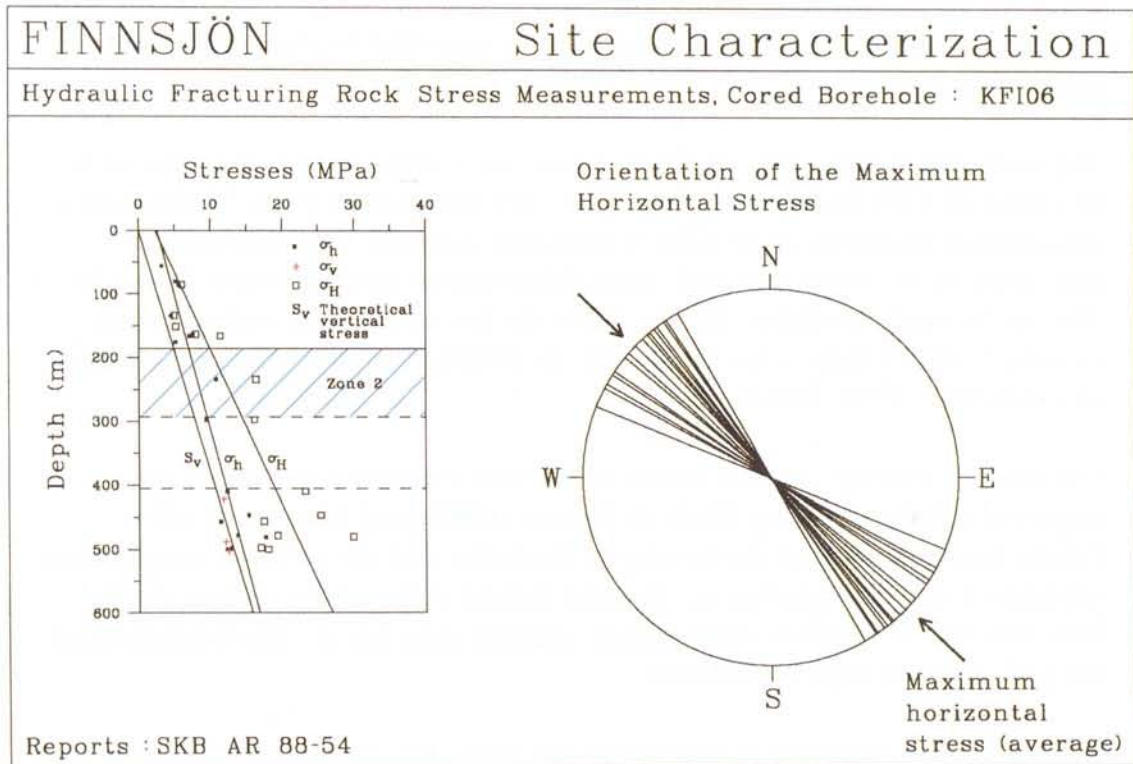 FINNSJÖN Site Characterization
Hydraulic Fracturing Rock Stress Measurements, Cored Borehole : KFI06
Stresses (MPa)
0 10 20 30 40
Depth (m)
0
100
200
300
400
500
600
σh
σv
σH
Sv Theoretical
vertical
stress
Zone 2
Sv σh σH
Orientation of the Maximum
Horizontal Stress
N
W
E
S
Maximum
horizontal
stress (average)
Reports : SKB AR 88-54